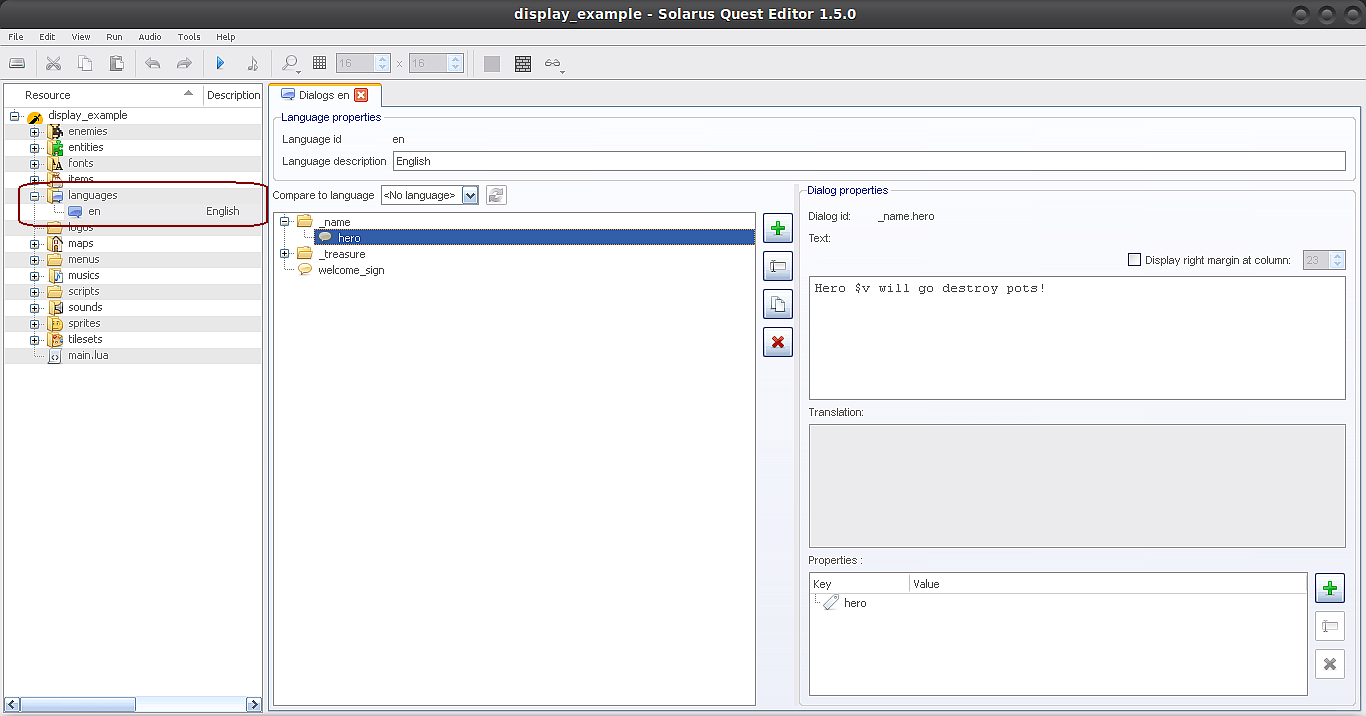 display_example - Solarus Quest Editor 1.5.0
File Edit View Run Audio Tools Help
16 x 16
Resource Description
display_example
enemies
entities
fonts
items
languages
en English
logos
maps
menus
musics
scripts
sounds
sprites
tilesets
main.lua
Dialogs en
Language properties
Language id en
Language description English
Compare to language <No language>
_name
hero
_treasure
welcome_sign
Dialog properties
Dialog id: _name.hero
Text:
Display right margin at column: 23
Hero $v will go destroy pots!
Translation:
Properties :
Key Value
hero